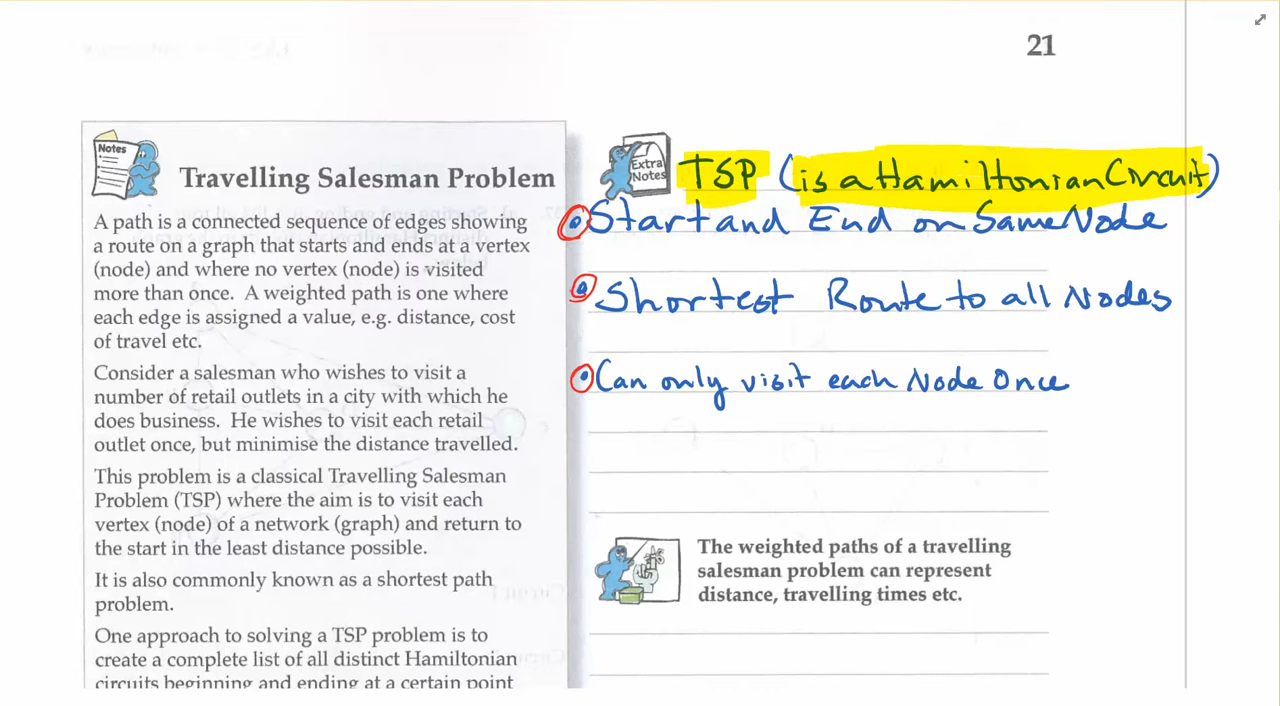 21
Notes
Travelling Salesman Problem
A path is a connected sequence of edges showing
a route on a graph that starts and ends at a vertex
(node) and where no vertex (node) is visited
more than once. A weighted path is one where
each edge is assigned a value, e.g. distance, cost
of travel etc.
Consider a salesman who wishes to visit a
number of retail outlets in a city with which he
does business. He wishes to visit each retail
outlet once, but minimise the distance travelled.
This problem is a classical Travelling Salesman
Problem (TSP) where the aim is to visit each
vertex (node) of a network (graph) and return to
the start in the least distance possible.
It is also commonly known as a shortest path
problem.
One approach to solving a TSP problem is to
create a complete list of all distinct Hamiltonian
circuits beginning and ending at a certain point
Extra
Notes
TSP (is a Hamiltonian Circuit)
• Start and End on Same Node
• Shortest Route to all Nodes
• Can only visit each Node Once
The weighted paths of a travelling
salesman problem can represent
distance, travelling times etc.